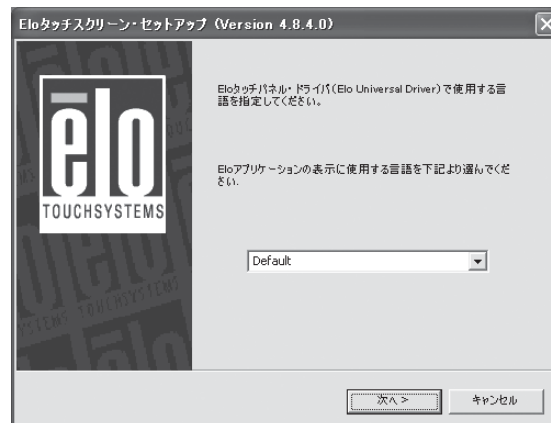 Eloタッチスクリーン・セットアップ (Version 4.8.4.0)
elo
TOUCHSYSTEMS
Eloタッチパネル・ドライバ(Elo Universal Driver)で使用する言
語を指定してください。
Eloアプリケーションの表示に使用する言語を下記より選んでくだ
さい.
Default
次へ >
キャンセル